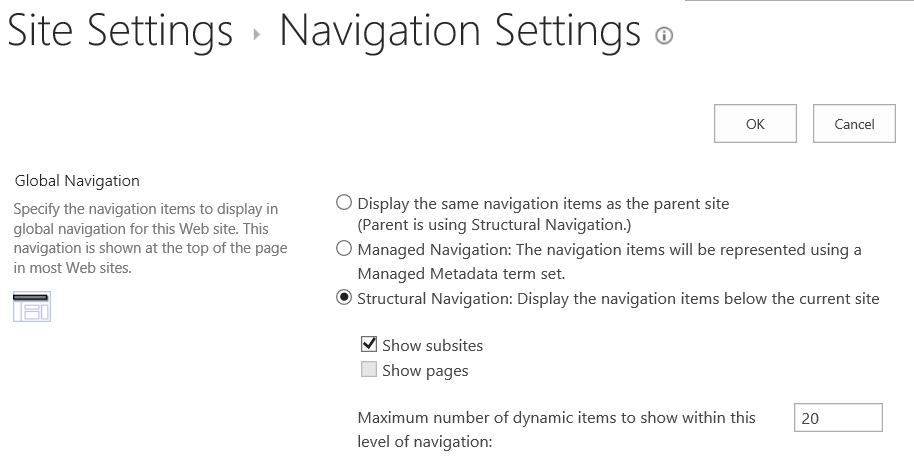 Site Settings ▸ Navigation Settings
OK
Cancel
Global Navigation
Specify the navigation items to display in
global navigation for this Web site. This
navigation is shown at the top of the page
in most Web sites.
Display the same navigation items as the parent site
(Parent is using Structural Navigation.)
Managed Navigation: The navigation items will be represented using a
Managed Metadata term set.
Structural Navigation: Display the navigation items below the current site
Show subsites
Show pages
Maximum number of dynamic items to show within this
level of navigation:
20